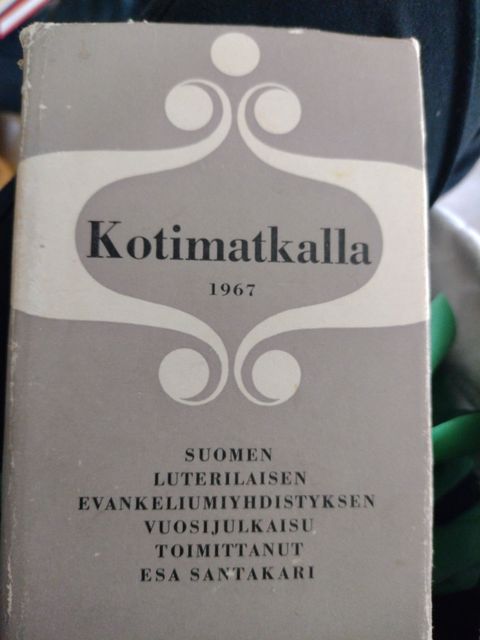 Kotimatkalla
1967
SUOMEN
LUTERILAISEN
EVANKELIUMIYHDISTYKSEN
VUOSIJULKAISU
TOIMITTANUT
ESA SANTAKARI